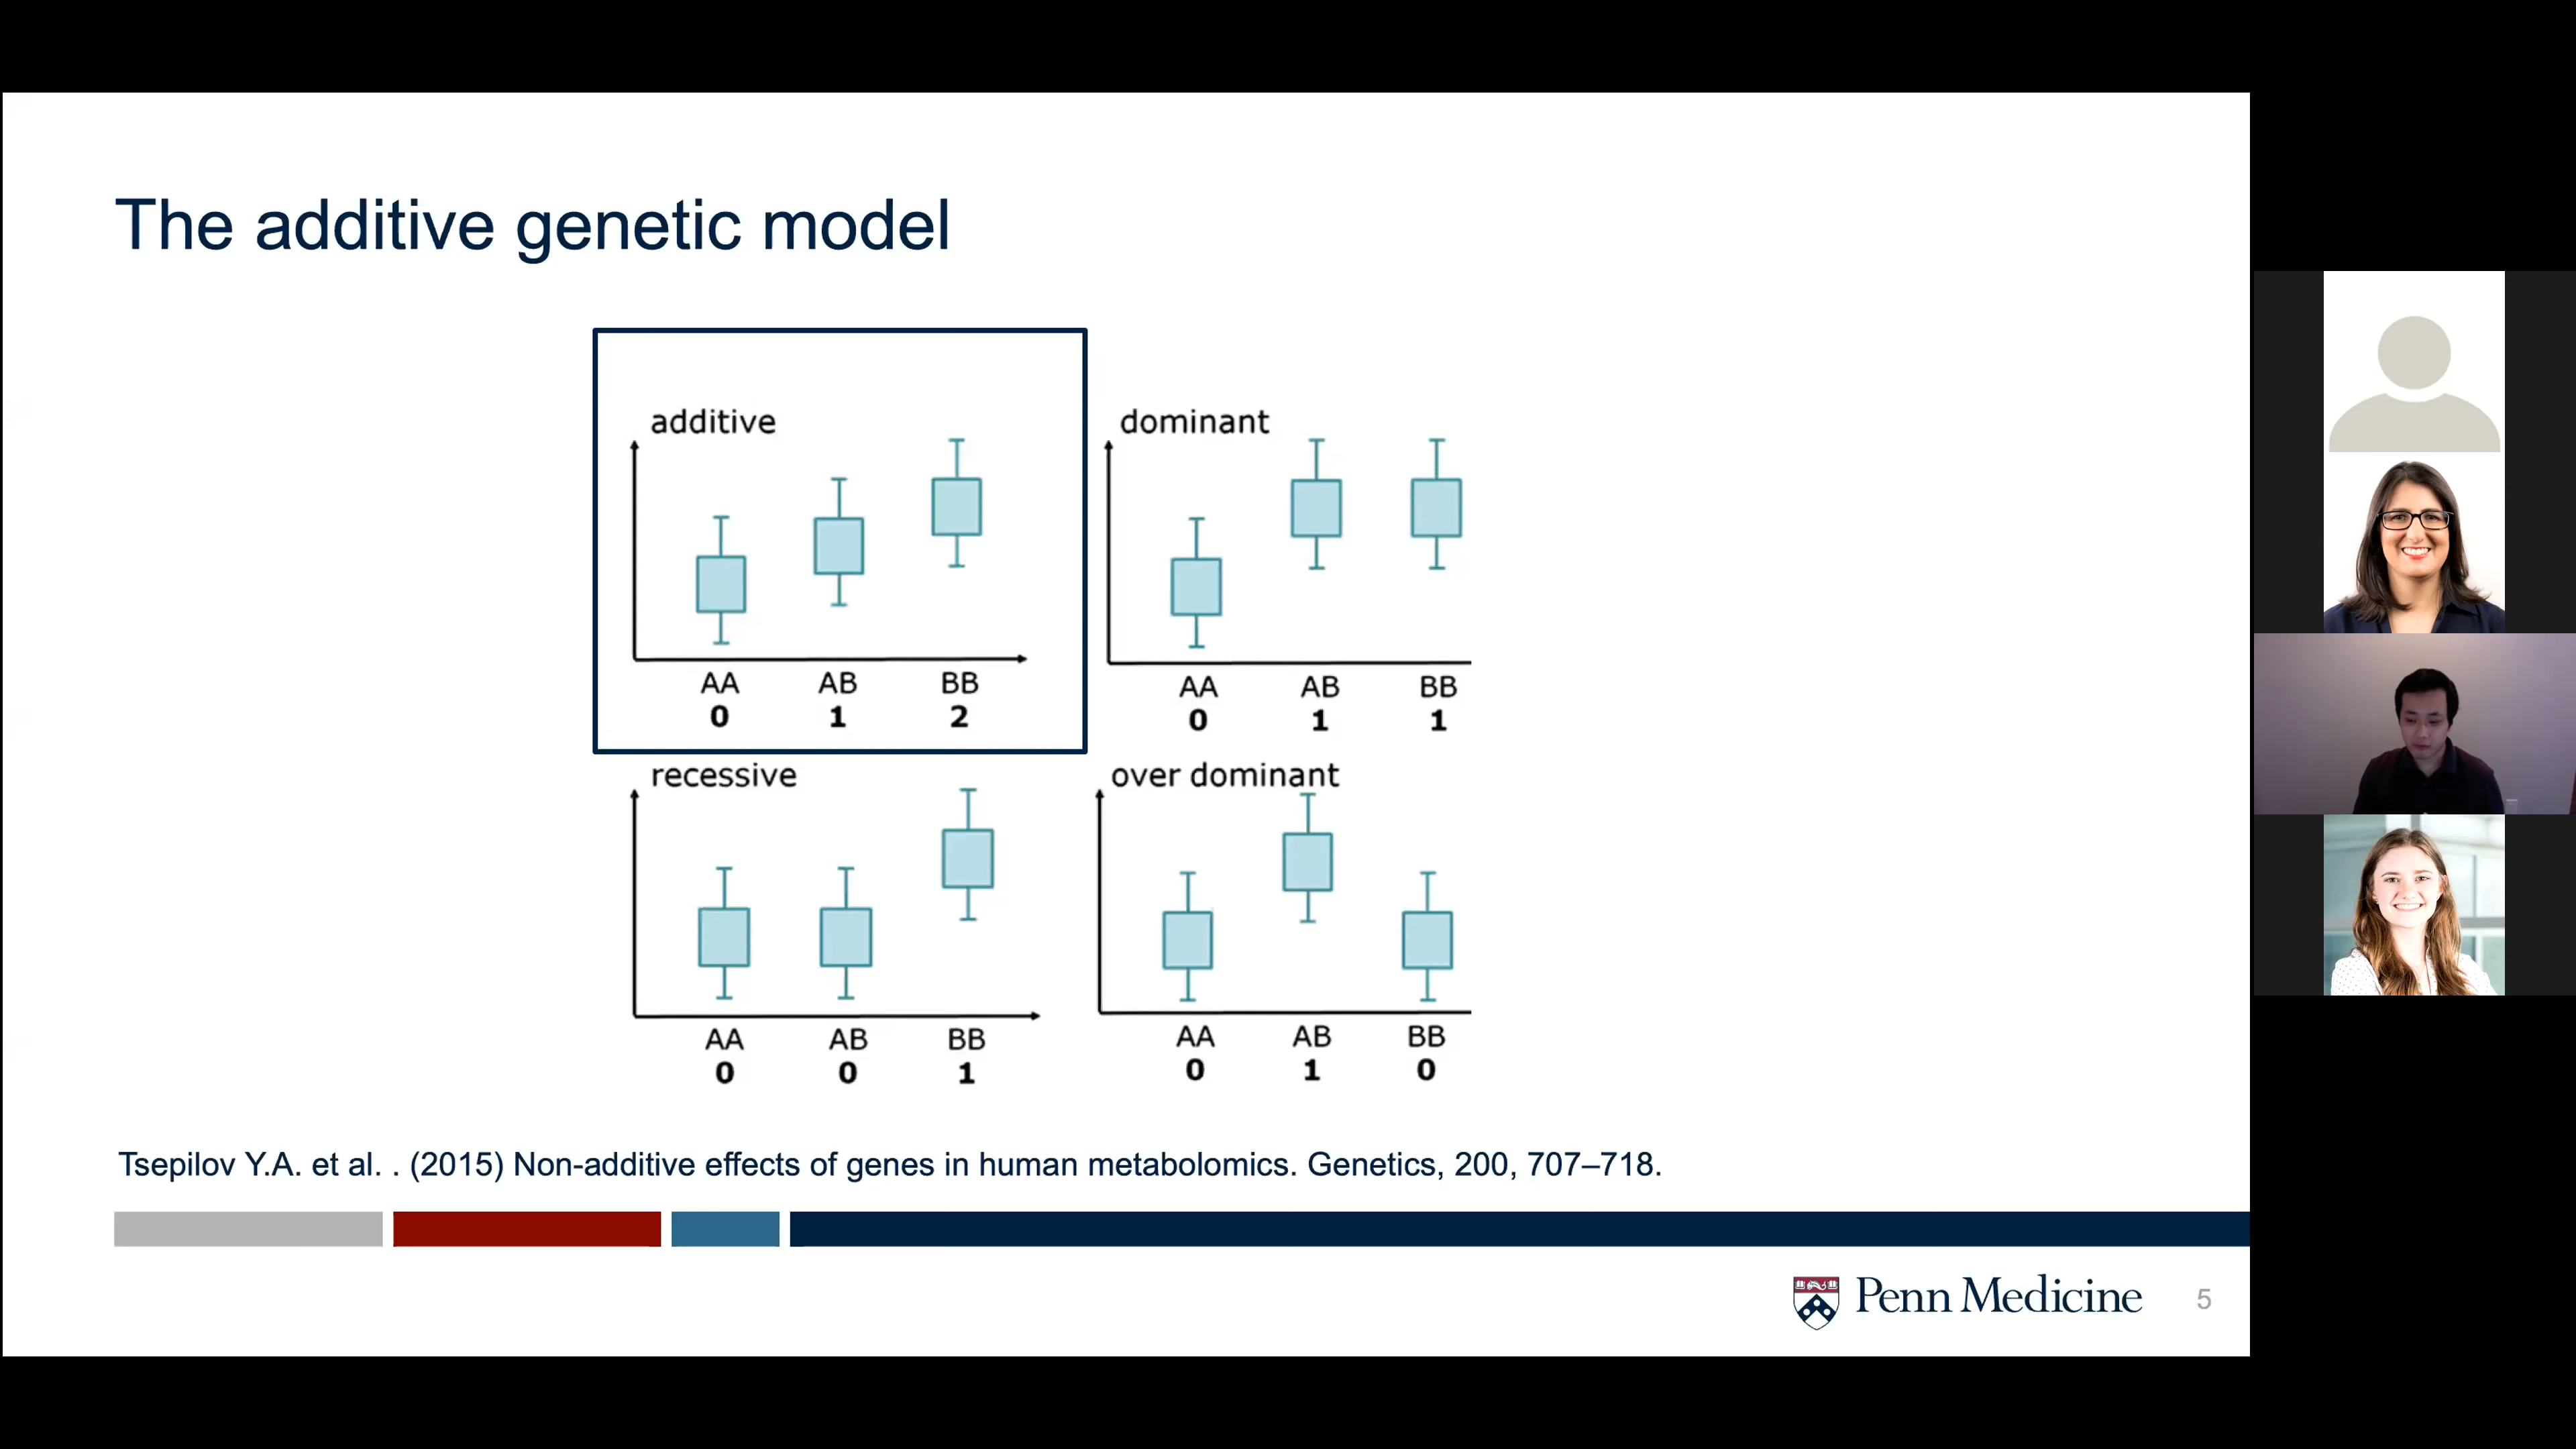 The additive genetic model
additive
AA AB BB
0 1 2
dominant
AA AB BB
0 1 1
recessive
AA AB BB
0 0 1
over dominant
AA AB BB
0 1 0
Tsepilov Y.A. et al. . (2015) Non-additive effects of genes in human metabolomics. Genetics, 200, 707–718.
Penn Medicine
5